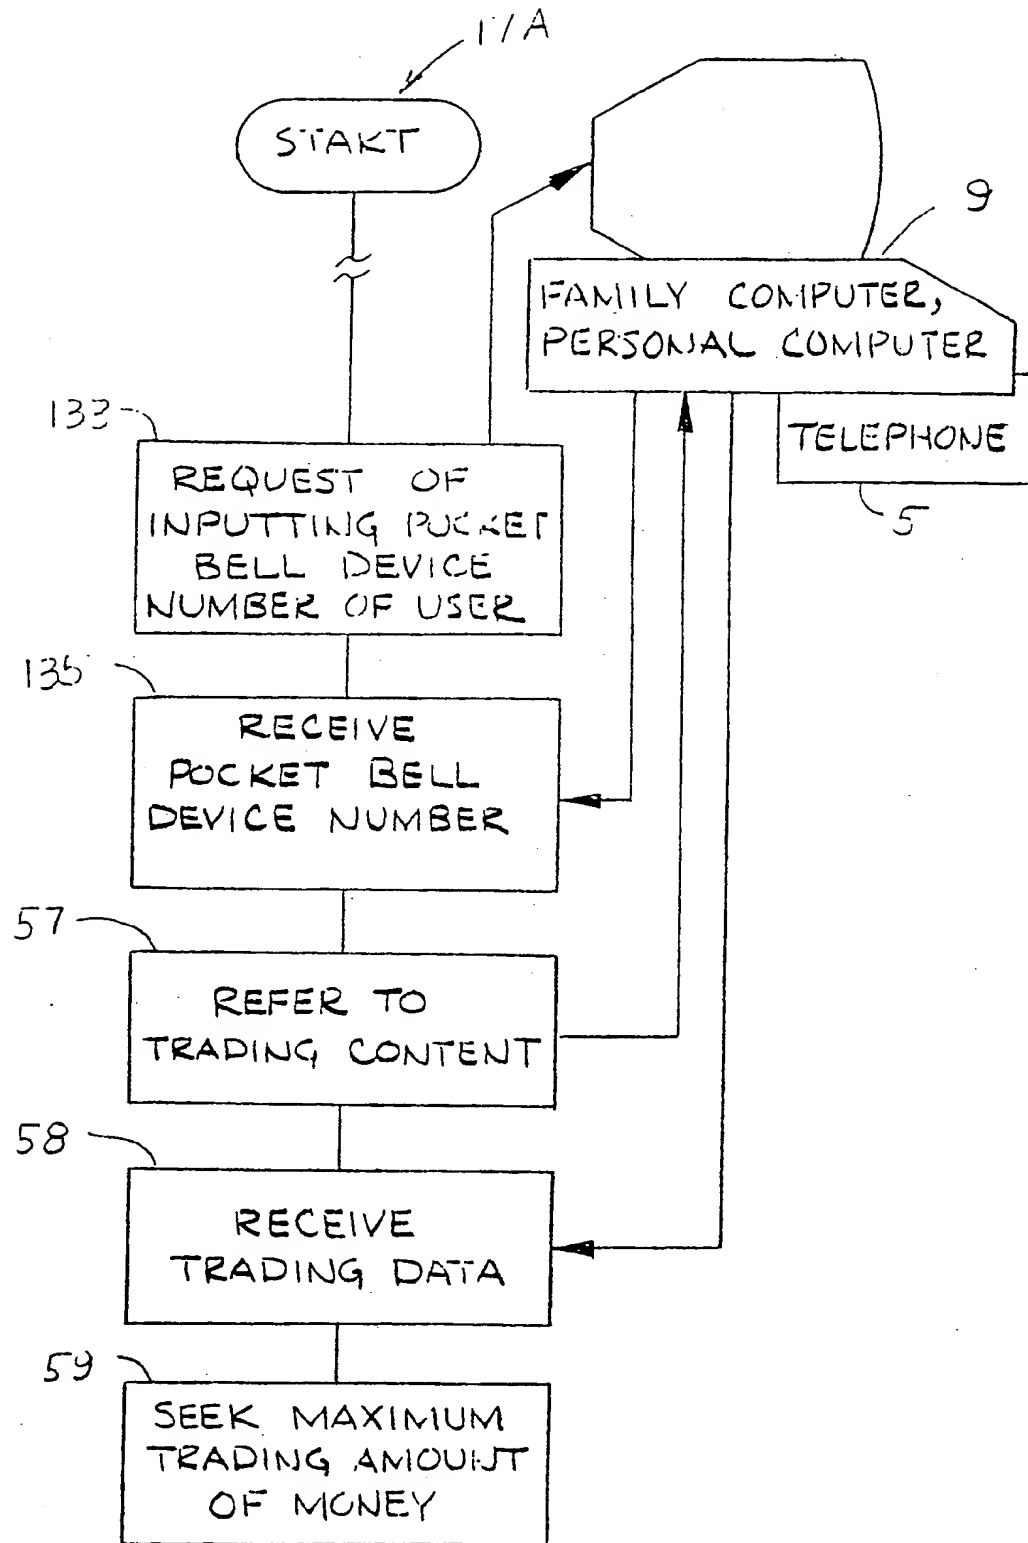 17A
START
9
FAMILY COMPUTER,
PERSONAL COMPUTER
133
TELEPHONE
REQUEST OF
INPUTTING POCKET
BELL DEVICE
NUMBER OF USER
5
135
RECEIVE
POCKET BELL
DEVICE NUMBER
57
REFER TO
TRADING CONTENT
58
RECEIVE
TRADING DATA
59
SEEK MAXIMUM
TRADING AMOUNT
OF MONEY